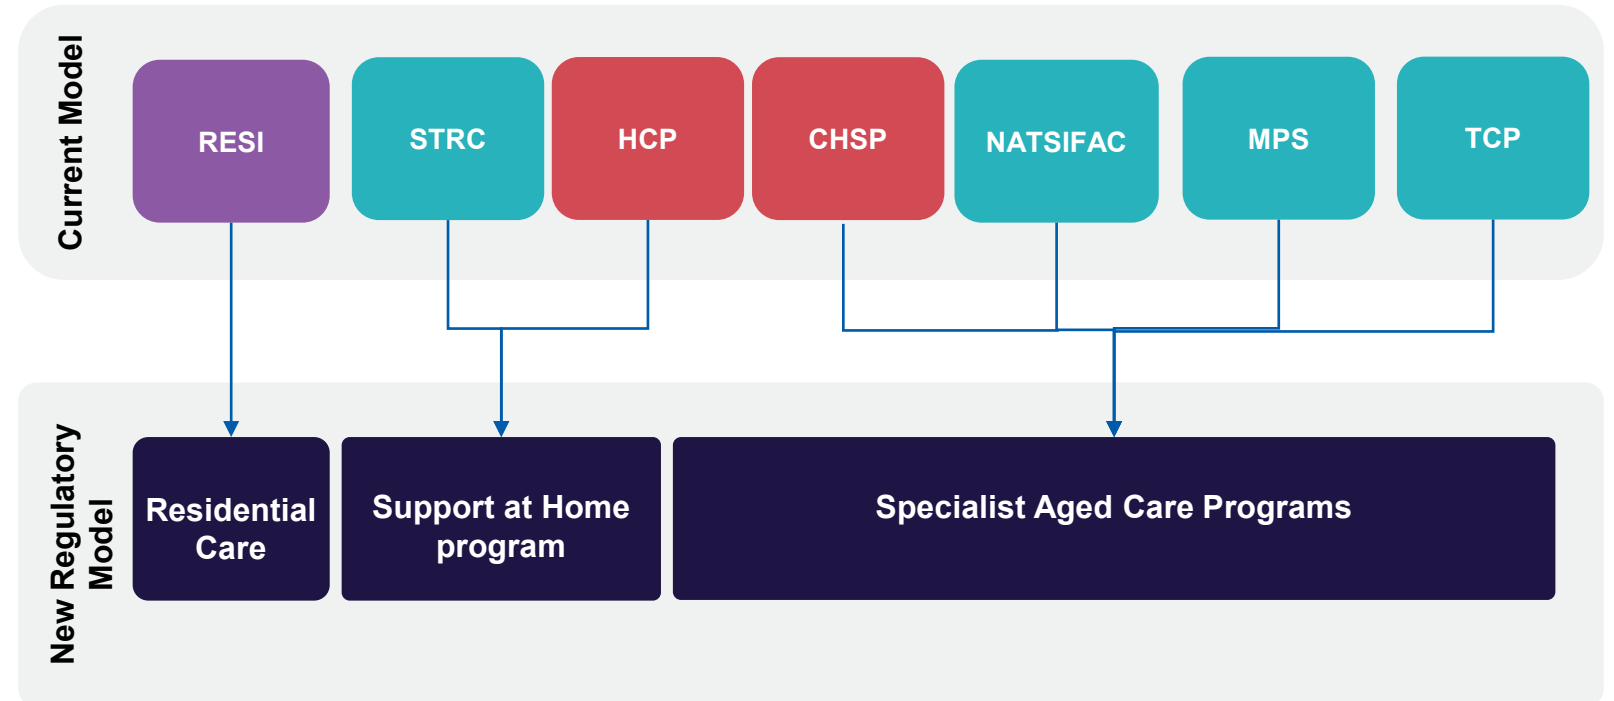 Current Model
RESI
STRC
HCP
CHSP
NATSIFAC
MPS
TCP
New Regulatory
Model
Residential
Care
Support at Home
program
Specialist Aged Care Programs